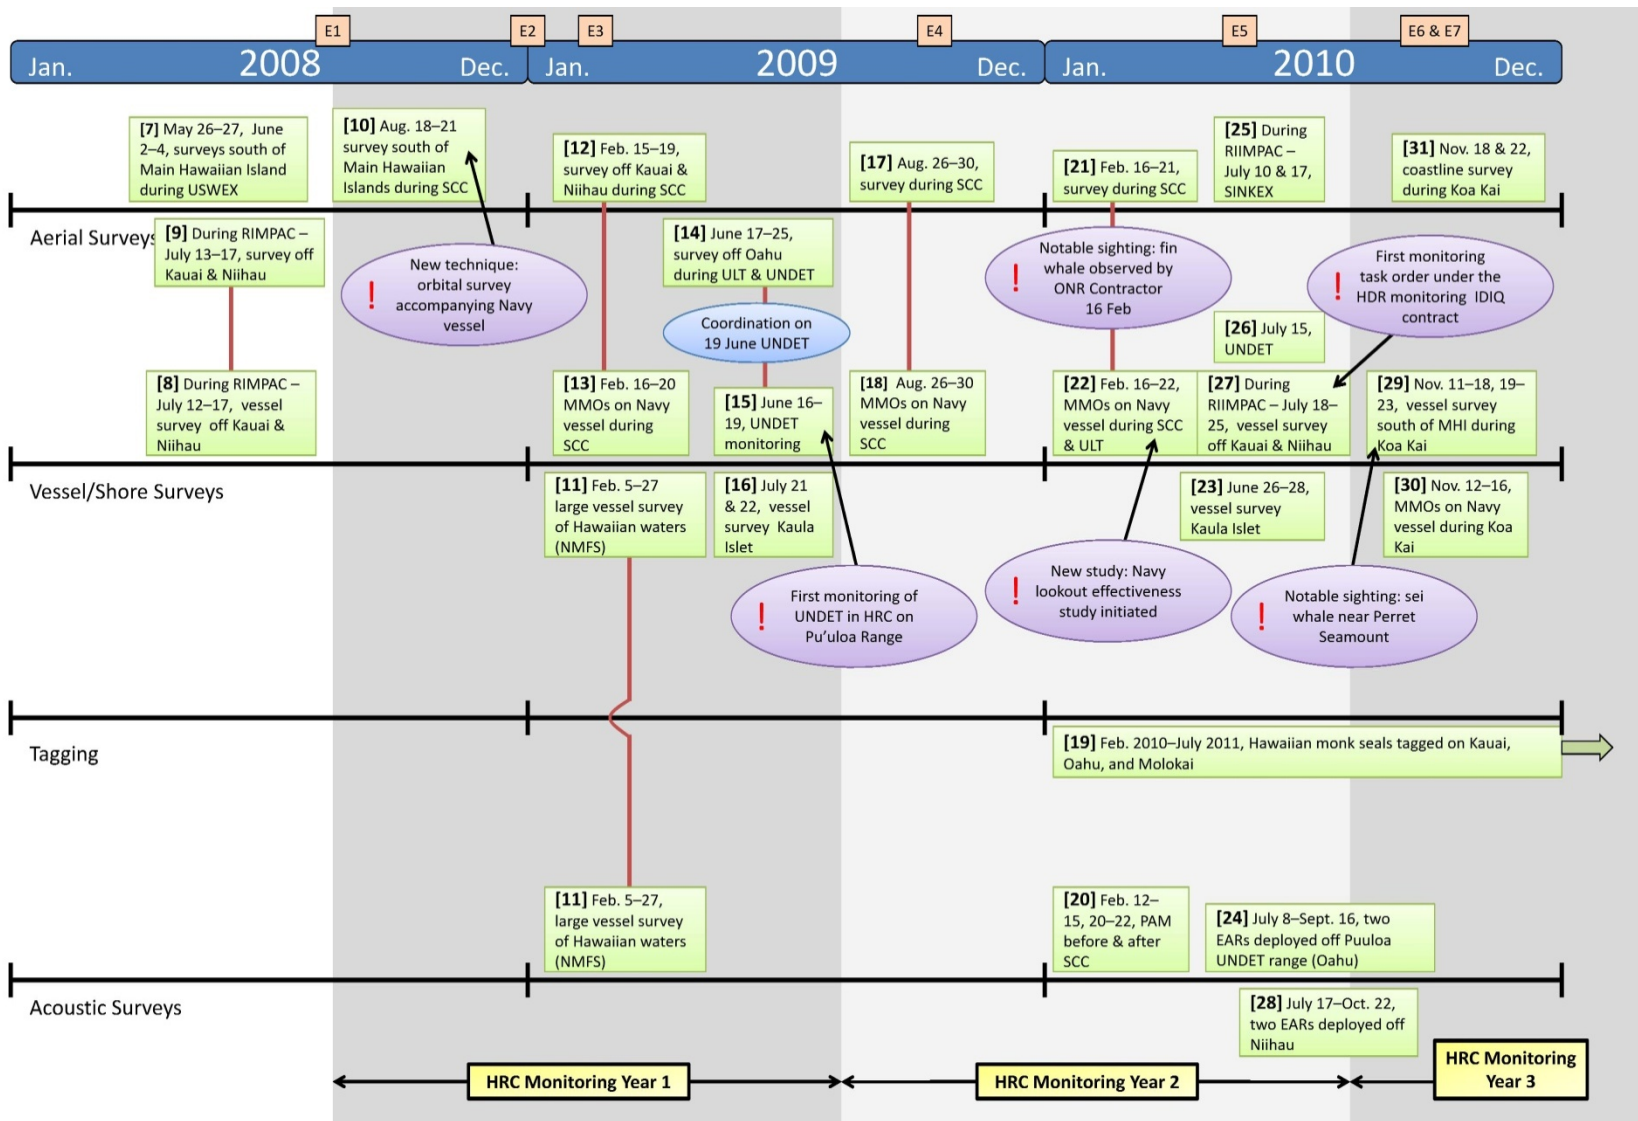 E1
E2
E3
E4
E5
E6 & E7
Jan.
2008
Dec.
Jan.
2009
Dec.
Jan.
2010
Dec.
[7] May 26–27, June
2–4, surveys south of
Main Hawaiian Island
during USWEX
[10] Aug. 18–21
survey south of
Main Hawaiian
Islands during SCC
[12] Feb. 15–19,
survey off Kauai &
Niihau during SCC
[17] Aug. 26–30,
survey during SCC
[21] Feb. 16–21,
survey during SCC
[25] During
RIIMPAC –
July 10 & 17,
SINKEX
[31] Nov. 18 & 22,
coastline survey
during Koa Kai
Aerial Surveys
[9] During RIMPAC –
July 13–17, survey off
Kauai & Niihau
! New technique:
orbital survey
accompanying Navy
vessel
[14] June 17–25,
survey off Oahu
during ULT & UNDET
Coordination on
19 June UNDET
! Notable sighting: fin
whale observed by
ONR Contractor
16 Feb
[26] July 15,
UNDET
! First monitoring
task order under the
HDR monitoring IDIQ
contract
[8] During RIMPAC –
July 12–17, vessel
survey off Kauai &
Niihau
[13] Feb. 16–20
MMOs on Navy
vessel during
SCC
[15] June 16–
19, UNDET
monitoring
[18] Aug. 26–30
MMOs on Navy
vessel during
SCC
[22] Feb. 16–22,
MMOs on Navy
vessel during SCC
& ULT
[27] During
RIIMPAC – July 18–
25, vessel survey
off Kauai & Niihau
[29] Nov. 11–18, 19–
23, vessel survey
south of MHI during
Koa Kai
Vessel/Shore Surveys
[11] Feb. 5–27
large vessel survey
of Hawaiian waters
(NMFS)
[16] July 21
& 22, vessel
survey Kaula
Islet
[23] June 26–28,
vessel survey
Kaula Islet
[30] Nov. 12–16,
MMOs on Navy
vessel during Koa
Kai
! First monitoring of
UNDET in HRC on
Pu’uloa Range
! New study: Navy
lookout effectiveness
study initiated
! Notable sighting: sei
whale near Perret
Seamount
Tagging
[19] Feb. 2010–July 2011, Hawaiian monk seals tagged on Kauai,
Oahu, and Molokai
[11] Feb. 5–27,
large vessel survey
of Hawaiian waters
(NMFS)
[20] Feb. 12–
15, 20–22, PAM
before & after
SCC
[24] July 8–Sept. 16, two
EARs deployed off Puuloa
UNDET range (Oahu)
Acoustic Surveys
[28] July 17–Oct. 22,
two EARs deployed off
Niihau
HRC Monitoring Year 1
HRC Monitoring Year 2
HRC Monitoring
Year 3